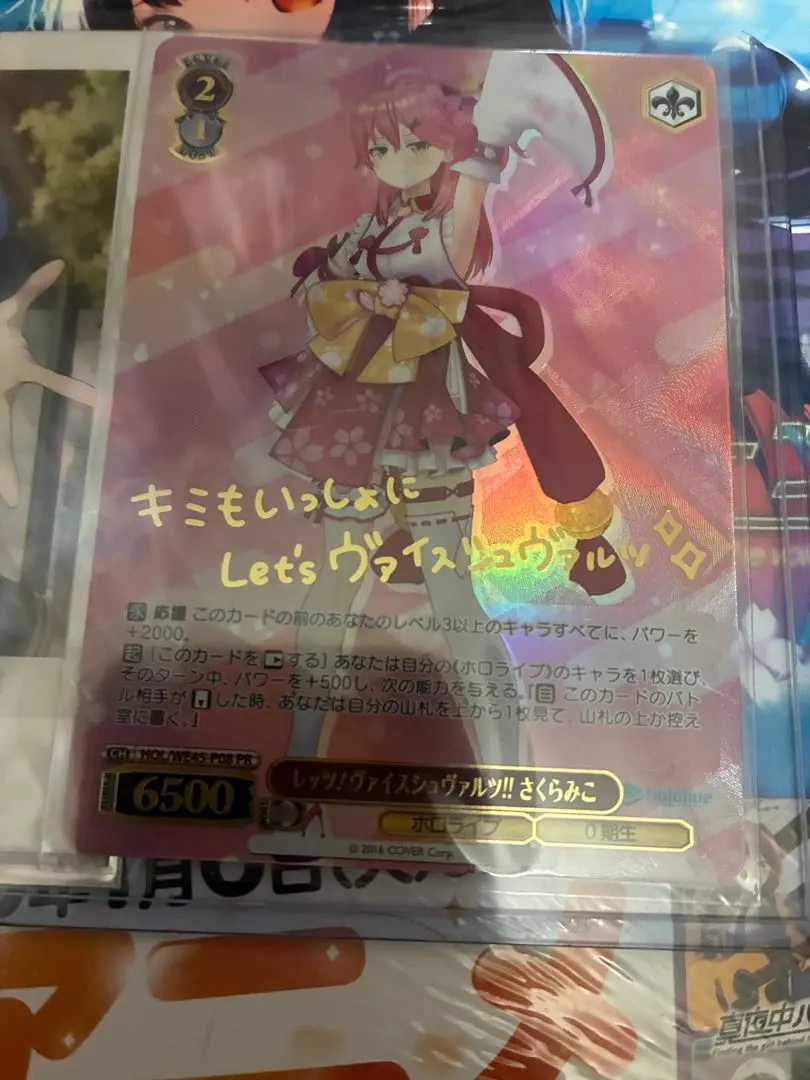 2
1
キミもいっしょに
Let's ヴァイスシュヴァルツ
永 応援 このカードの前のあなたのレベル3以上のキャラすべてに、パワーを
+2000。
起 [このカードを する] あなたは自分の《ホロライブ》のキャラを1枚選び、
そのターン中、パワーを+500し、次の能力を与える。『自 このカードのバト
ル相手が した時、あなたは自分の山札を上から1枚見て、山札の上か控え
室に置く。』
CH HOL/WE45-P08 PR
6500
レッツ!ヴァイスシュヴァルツ!! さくらみこ
hololive
ホロライブ
0期生
© 2016 COVER Corp.
真夜中
Finding the girl behind